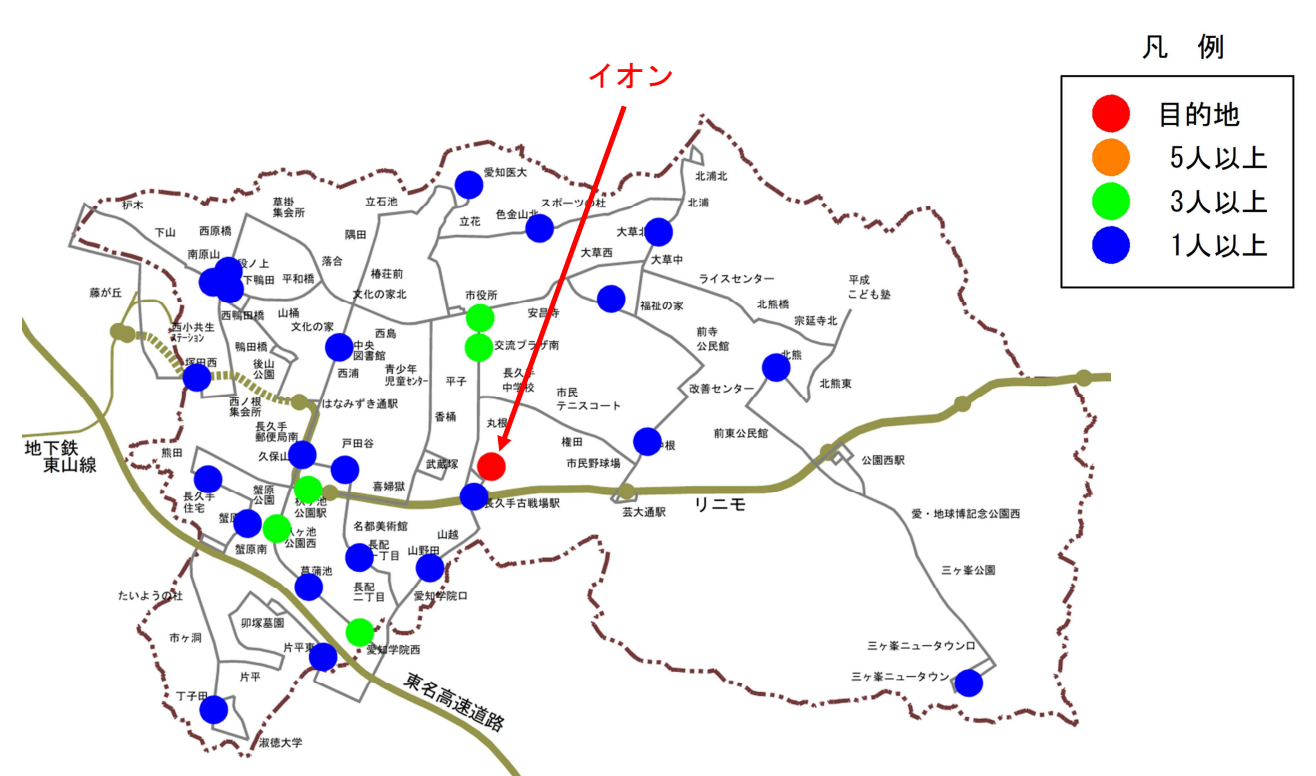 イオン
凡　例
目的地
5人以上
3人以上
1人以上
愛知医大
北浦北
スポーツの杜
北浦
色金山北
立花
立石池
草掛
集会所
枦木
下山
西原橋
隅田
大草北
大草西
大草中
南原山
段ノ上
下鴨田
平和橋
落合
椿荘前
ライスセンター
平成
こども塾
藤が丘
文化の家北
市役所
安昌寺
福祉の家
北熊橋
宗延寺北
西鴨田橋
山桶
文化の家
西島
西小共生
ｽﾃｰｼｮﾝ
鴨田橋
中央
図書館
交流プラザ南
前寺
公民館
北熊
塚田西
後山
公園
西浦
青少年
児童ｾﾝﾀｰ
平子
長久手
中学校
市民
テニスコート
改善センター
北熊東
西ノ根
集会所
はなみずき通駅
香桶
丸根
前東公民館
長久手
郵便局南
戸田谷
権田
中根
地下鉄
東山線
熊田
久保山
武蔵塚
市民野球場
公園西駅
喜婦嶽
長久手
住宅
蟹原
公園
公園駅
長久手古戦場駅
芸大通駅
リニモ
愛・地球博記念公園西
名都美術館
山越
蟹原南
公園西
長配
一丁目
山野田
三ヶ峯公園
菖蒲池
たいようの杜
長配
二丁目
愛知学院口
卯塚墓園
市ヶ洞
片平東
愛知学院西
三ヶ峯ニュータウン口
片平
三ヶ峯ニュータウン
丁子田
東名高速道路
淑徳大学